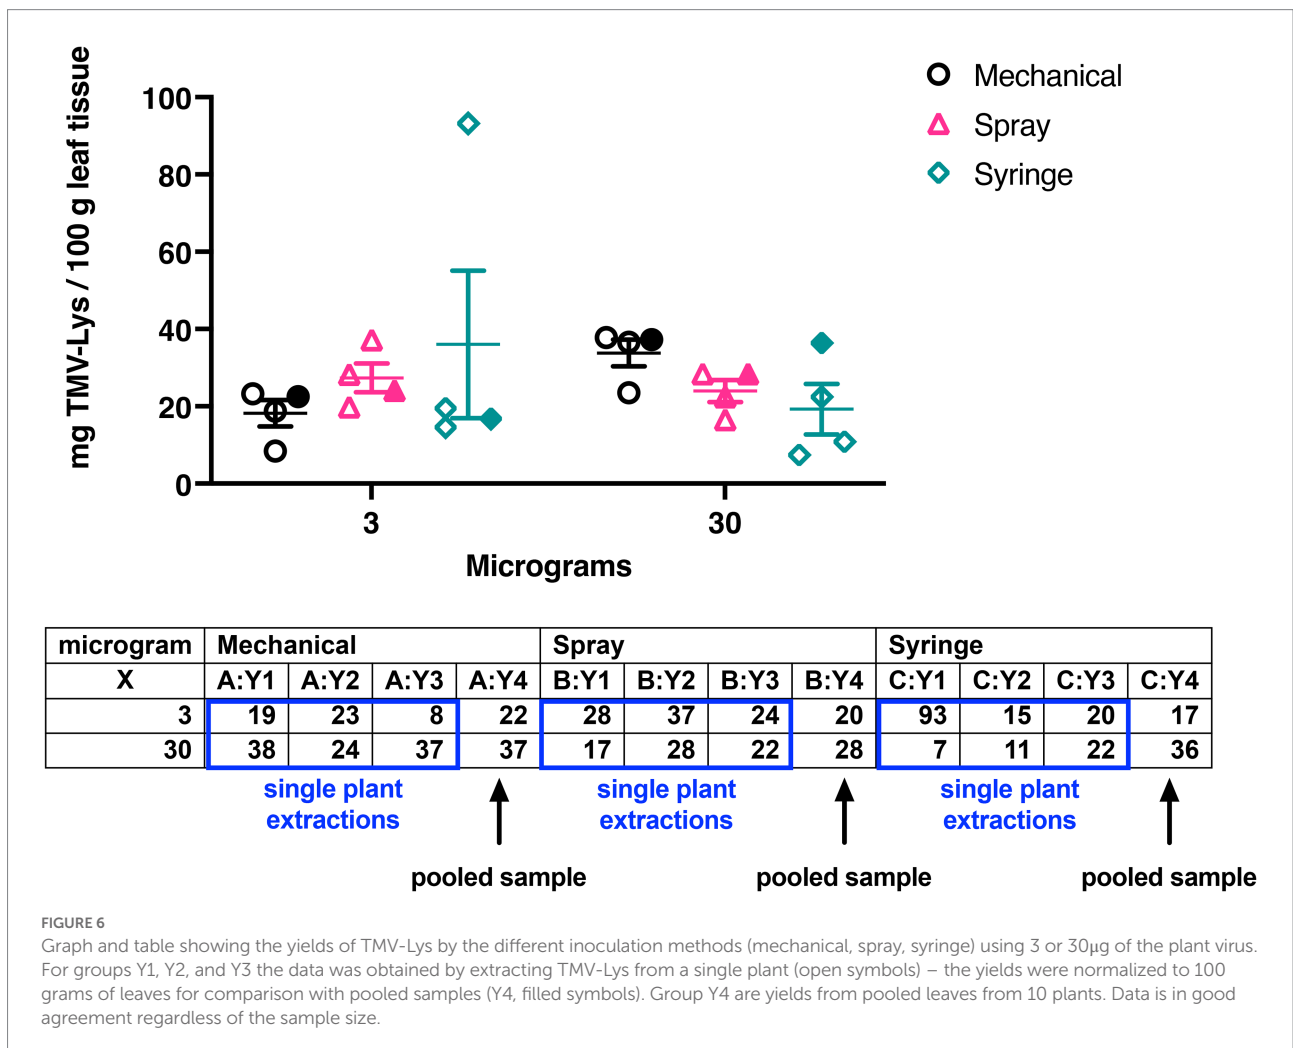 mg TMV-Lys / 100 g leaf tissue
100
80
60
40
20
0
3
30
Micrograms
Mechanical
Spray
Syringe
microgram Mechanical Spray Syringe
X A:Y1 A:Y2 A:Y3 A:Y4 B:Y1 B:Y2 B:Y3 B:Y4 C:Y1 C:Y2 C:Y3 C:Y4
3 19 23 8 22 28 37 24 20 93 15 20 17
30 38 24 37 37 17 28 22 28 7 11 22 36
single plant
extractions
single plant
extractions
single plant
extractions
pooled sample
pooled sample
pooled sample
FIGURE 6
Graph and table showing the yields of TMV-Lys by the different inoculation methods (mechanical, spray, syringe) using 3 or 30μg of the plant virus.
For groups Y1, Y2, and Y3 the data was obtained by extracting TMV-Lys from a single plant (open symbols) – the yields were normalized to 100
grams of leaves for comparison with pooled samples (Y4, filled symbols). Group Y4 are yields from pooled leaves from 10 plants. Data is in good
agreement regardless of the sample size.